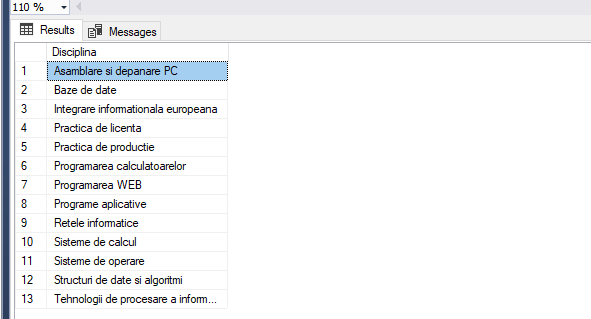 110 %
Results Messages
Disciplina
1 Asamblare si depanare PC
2 Baze de date
3 Integrare informationala europeana
4 Practica de licenta
5 Practica de productie
6 Programarea calculatoarelor
7 Programarea WEB
8 Programe aplicative
9 Retele informatice
10 Sisteme de calcul
11 Sisteme de operare
12 Structuri de date si algoritmi
13 Tehnologii de procesare a inform...